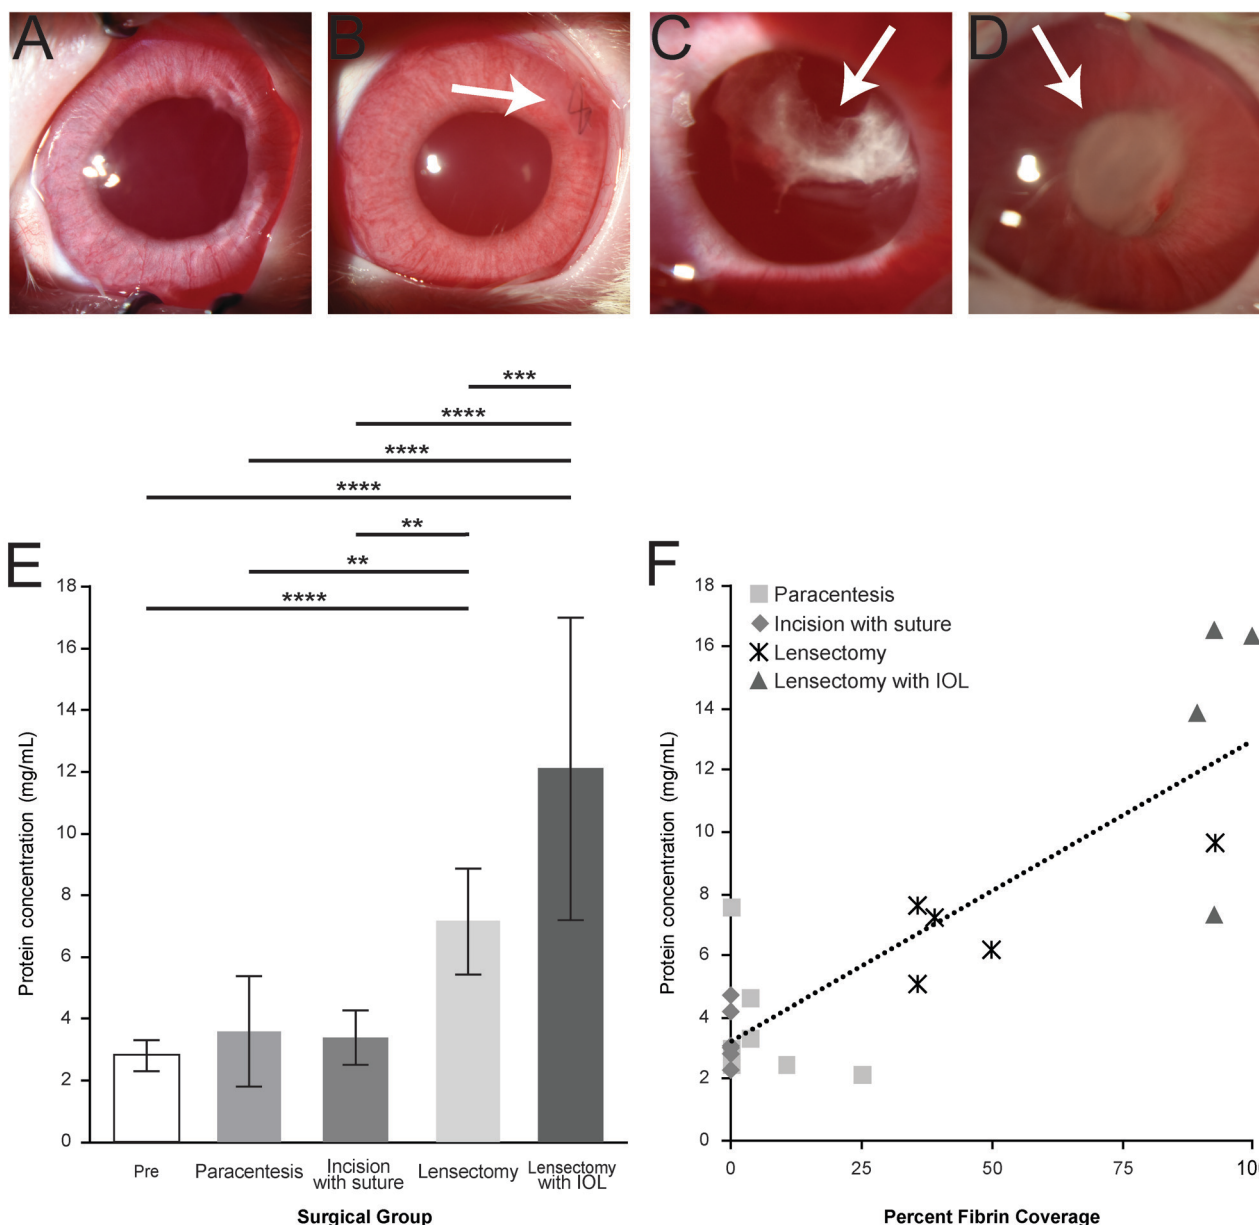 A
B
C
D
***
****
****
****
**
**
****
E
18
16
14
12
10
8
6
4
2
0
Protein concentration (mg/mL)
Pre
Paracentesis
Incision
with suture
Lensectomy
Lensectomy
with IOL
Surgical Group
F
18
16
14
12
10
8
6
4
2
0
Protein concentration (mg/mL)
Paracentesis
Incision with suture
Lensectomy
Lensectomy with IOL
0
25
50
75
Percent Fibrin Coverage